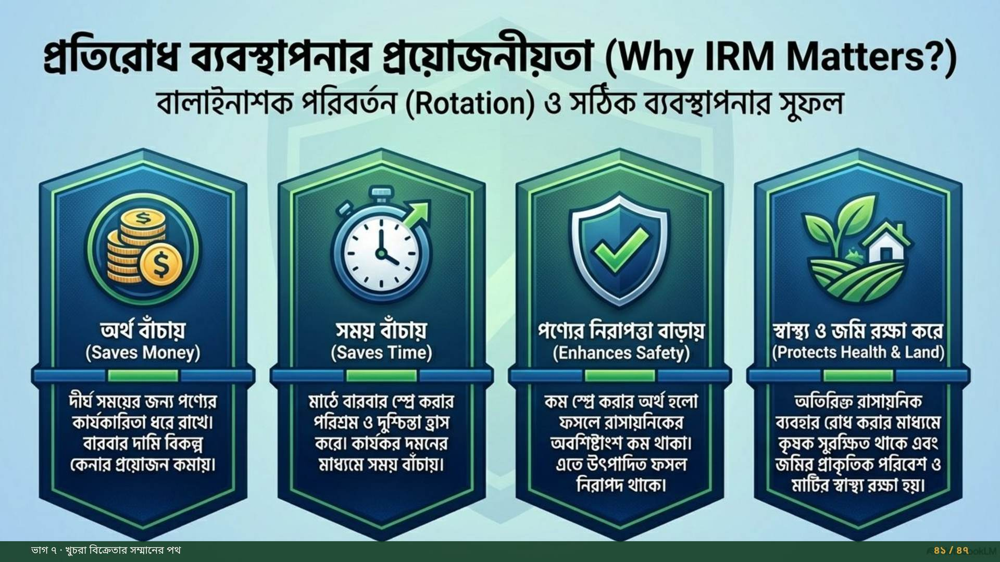 প্রতিরোধ ব্যবস্থাপনার প্রয়োজনীয়তা (Why IRM Matters?)
বালাইনাশক পরিবর্তন (Rotation) ও সঠিক ব্যবস্থাপনার সুফল
অর্থ বাঁচায়
(Saves Money)
দীর্ঘ সময়ের জন্য পণ্যের
কার্যকারিতা ধরে রাখে।
বারবার দামি বিকল্প
কেনার প্রয়োজন কমায়।
সময় বাঁচায়
(Saves Time)
মাঠে বারবার স্প্রে করার
পরিশ্রম ও দুশ্চিন্তা হ্রাস
করে। কার্যকর দমনের
মাধ্যমে সময় বাঁচায়।
পণ্যের নিরাপত্তা বাড়ায়
(Enhances Safety)
কম স্প্রে করার অর্থ হলো
ফসলে রাসায়নিকের
অবশিষ্টাংশ কম থাকা।
এতে উৎপাদিত ফসল
নিরাপদ থাকে।
স্বাস্থ্য ও জমি রক্ষা করে
(Protects Health & Land)
অতিরিক্ত রাসায়নিক
ব্যবহার রোধ করার মাধ্যমে
কৃষক সুরক্ষিত থাকে এবং
জমির প্রাকৃতিক পরিবেশ ও
মাটির স্বাস্থ্য রক্ষা হয়।
ভাগ ৭ · খুচরা বিক্রেতার সম্মানের পথ
৪১ / ৪৭